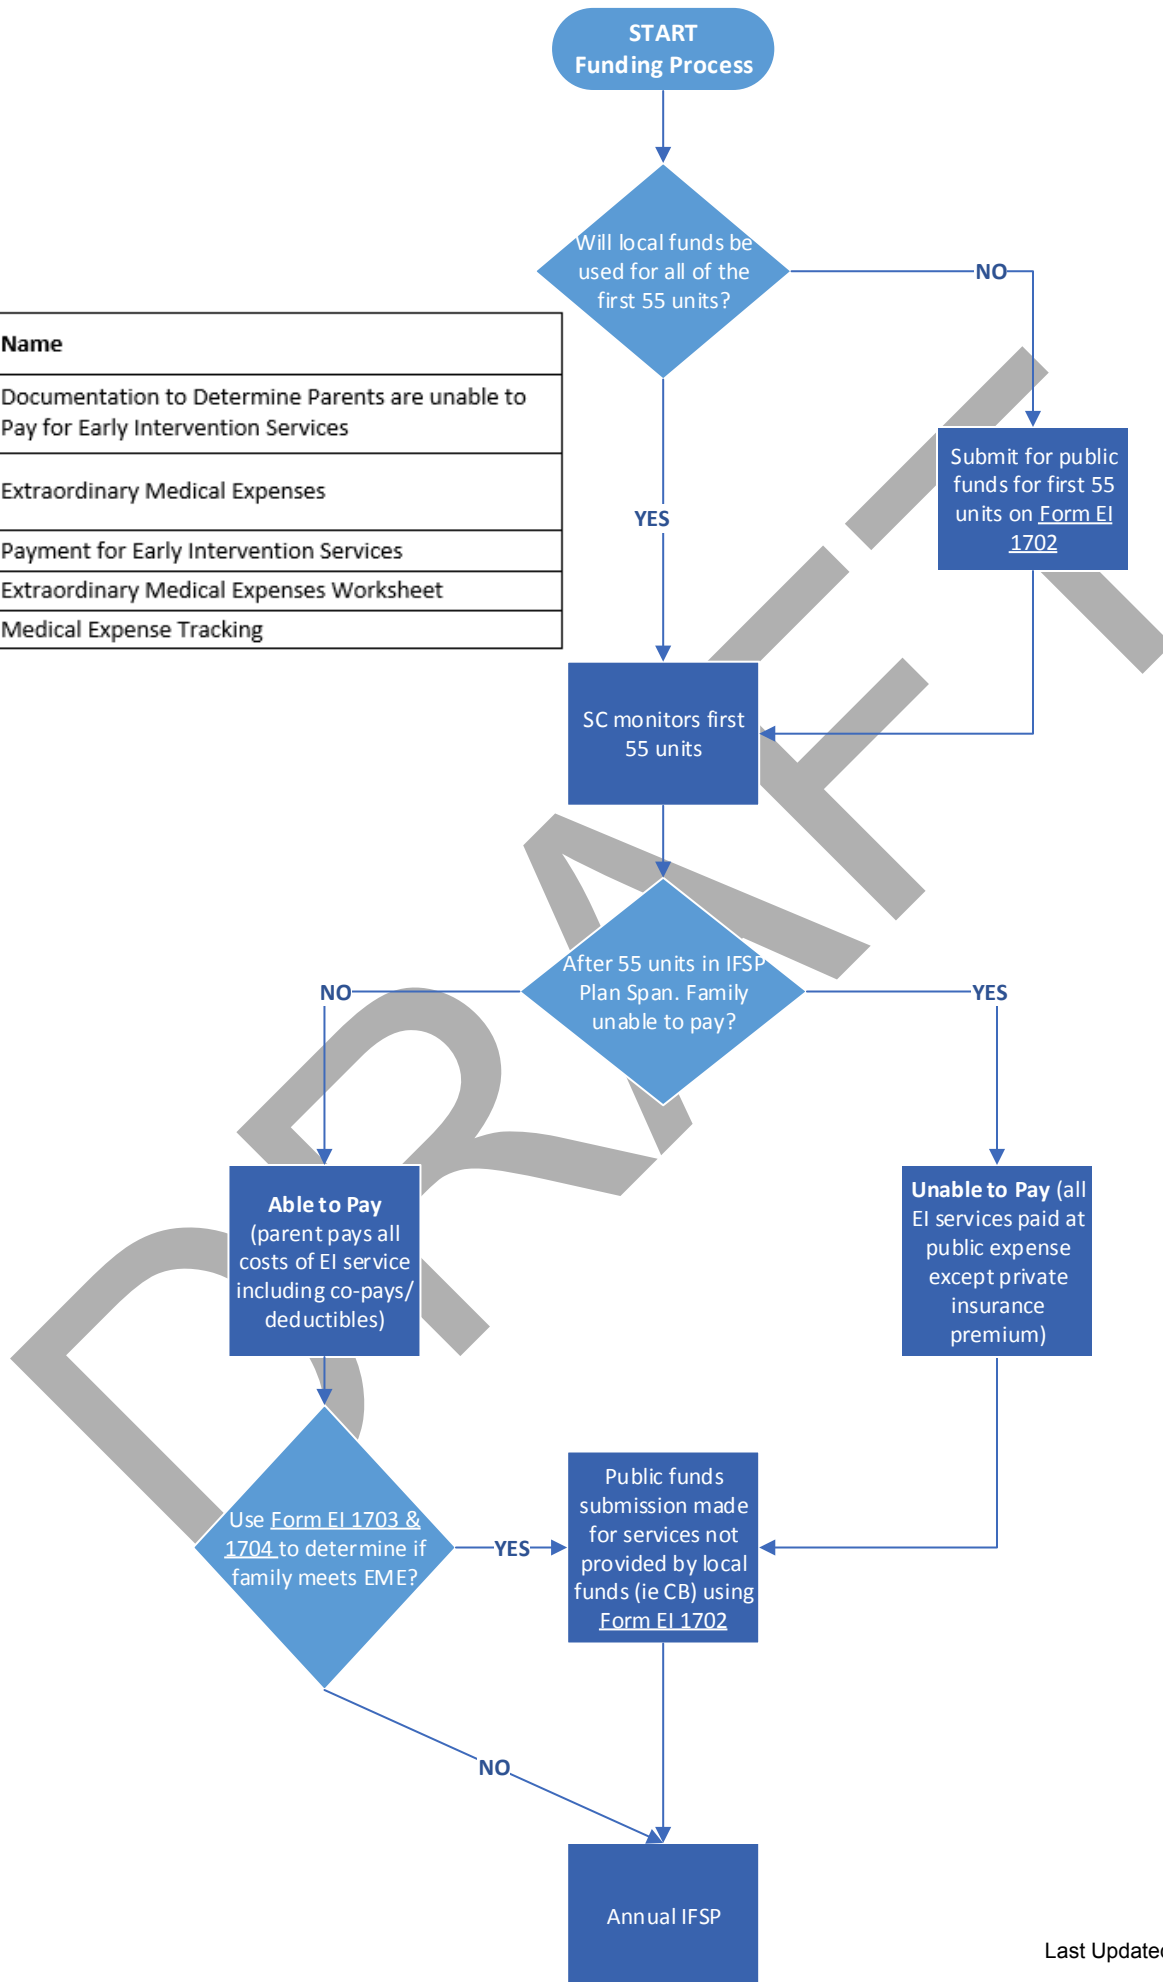 START
Funding Process
Will local funds be
used for all of the
first 55 units?
NO
Name
Documentation to Determine Parents are unable to
Pay for Early Intervention Services
Extraordinary Medical Expenses
Payment for Early Intervention Services
Extraordinary Medical Expenses Worksheet
Medical Expense Tracking
Submit for public
funds for first 55
units on Form EI
1702
YES
SC monitors first
55 units
After 55 units in IFSP
Plan Span. Family
unable to pay?
NO
YES
Able to Pay
(parent pays all
costs of EI service
including co-pays/
deductibles)
Unable to Pay (all
EI services paid at
public expense
except private
insurance
premium)
Use Form EI 1703 &
1704 to determine if
family meets EME?
YES
Public funds
submission made
for services not
provided by local
funds (ie CB) using
Form EI 1702
NO
Annual IFSP
Last Updated
DRAFT